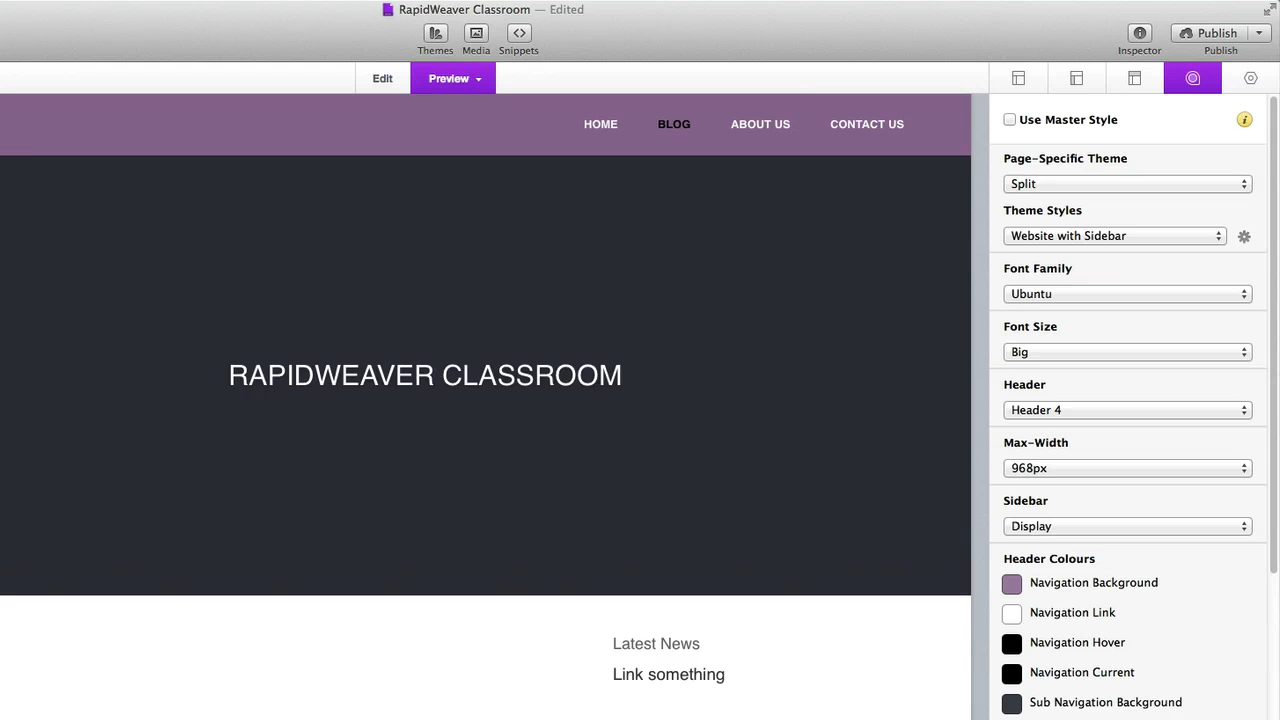 RapidWeaver Classroom — Edited
Themes Media Snippets
Inspector
Publish
Publish
Edit
Preview
HOME BLOG ABOUT US CONTACT US
RAPIDWEAVER CLASSROOM
Latest News
Link something
Use Master Style
i
Page-Specific Theme
Split
Theme Styles
Website with Sidebar
Font Family
Ubuntu
Font Size
Big
Header
Header 4
Max-Width
968px
Sidebar
Display
Header Colours
Navigation Background
Navigation Link
Navigation Hover
Navigation Current
Sub Navigation Background